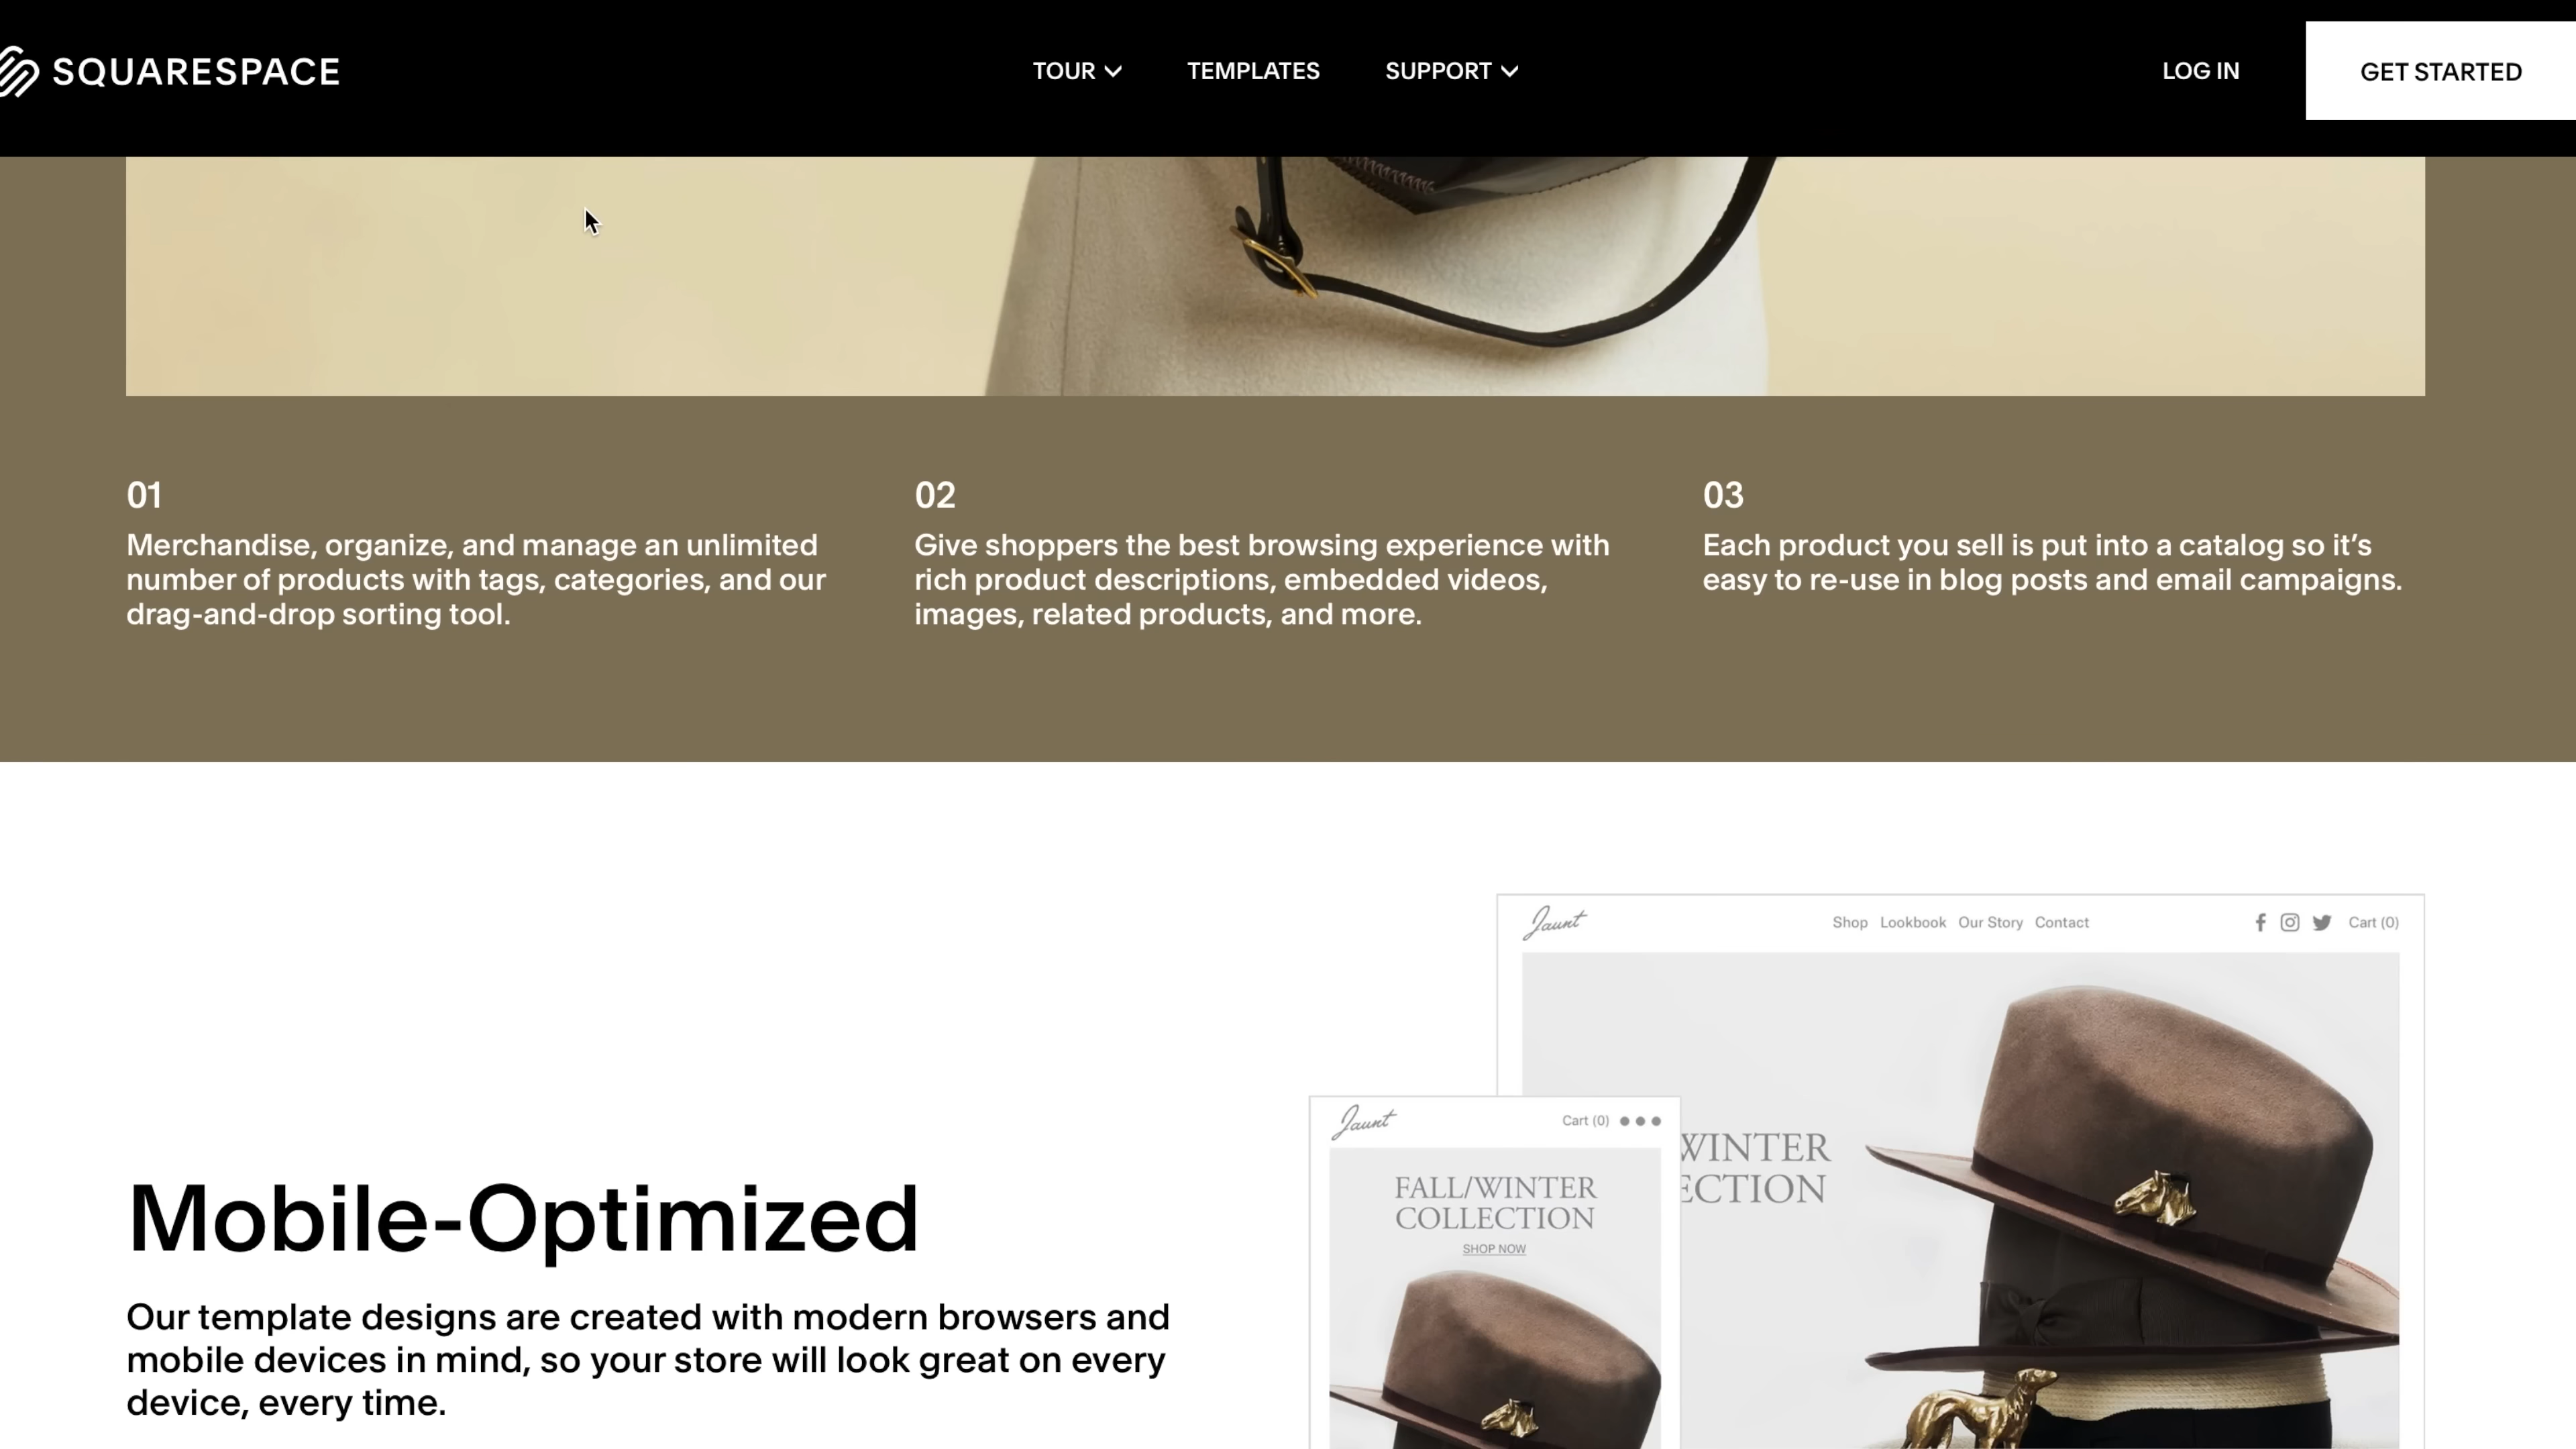 SQUARESPACE
TOUR
TEMPLATES
SUPPORT
LOG IN
GET STARTED
01
Merchandise, organize, and manage an unlimited
number of products with tags, categories, and our
drag-and-drop sorting tool.
02
Give shoppers the best browsing experience with
rich product descriptions, embedded videos,
images, related products, and more.
03
Each product you sell is put into a catalog so it’s
easy to re-use in blog posts and email campaigns.
Mobile-Optimized
Our template designs are created with modern browsers and
mobile devices in mind, so your store will look great on every
device, every time.
Jaunt
Shop Lookbook Our Story Contact
Cart (0)
WINTER
ECTION
Jaunt
Cart (0)
FALL/WINTER
COLLECTION
SHOP NOW